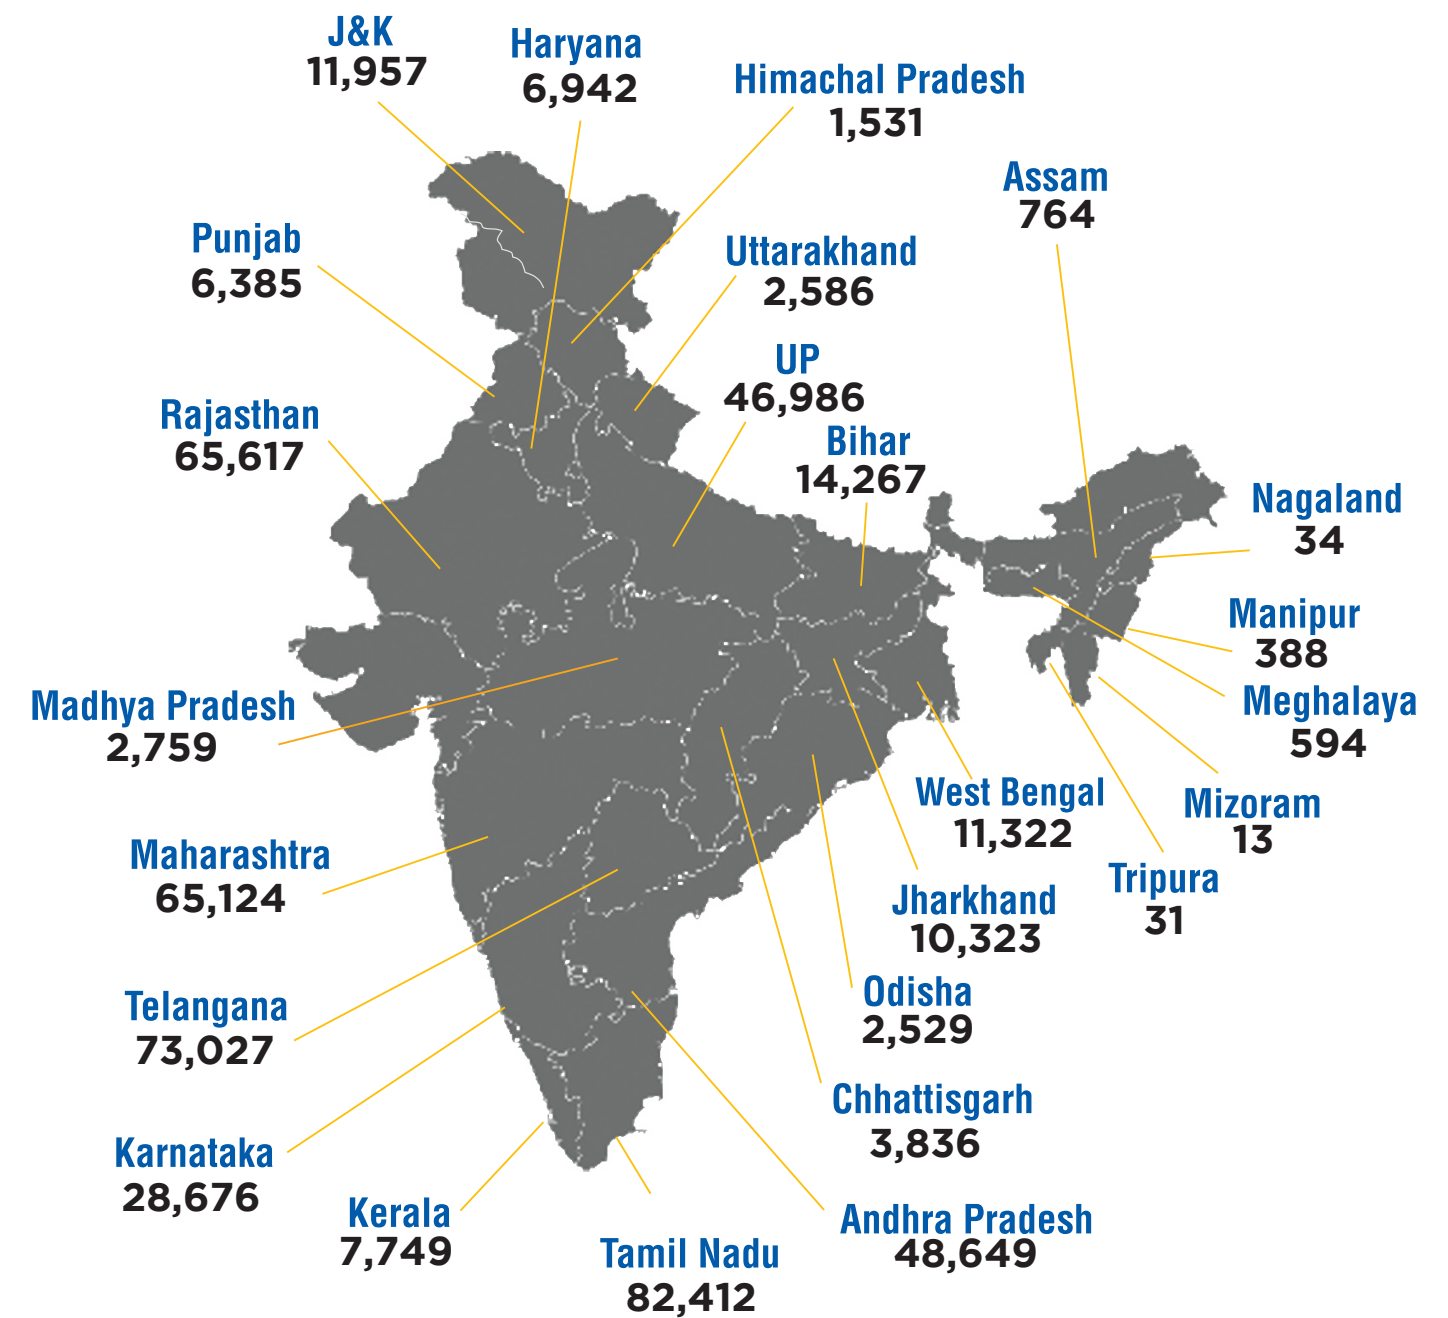 J&K
11,957
Haryana
6,942
Himachal Pradesh
1,531
Assam
764
Punjab
6,385
Uttarakhand
2,586
UP
46,986
Rajasthan
65,617
Bihar
14,267
Nagaland
34
Manipur
388
Madhya Pradesh
2,759
Meghalaya
594
West Bengal
11,322
Mizoram
13
Maharashtra
65,124
Tripura
31
Jharkhand
10,323
Telangana
73,027
Odisha
2,529
Chhattisgarh
3,836
Karnataka
28,676
Kerala
7,749
Andhra Pradesh
48,649
Tamil Nadu
82,412